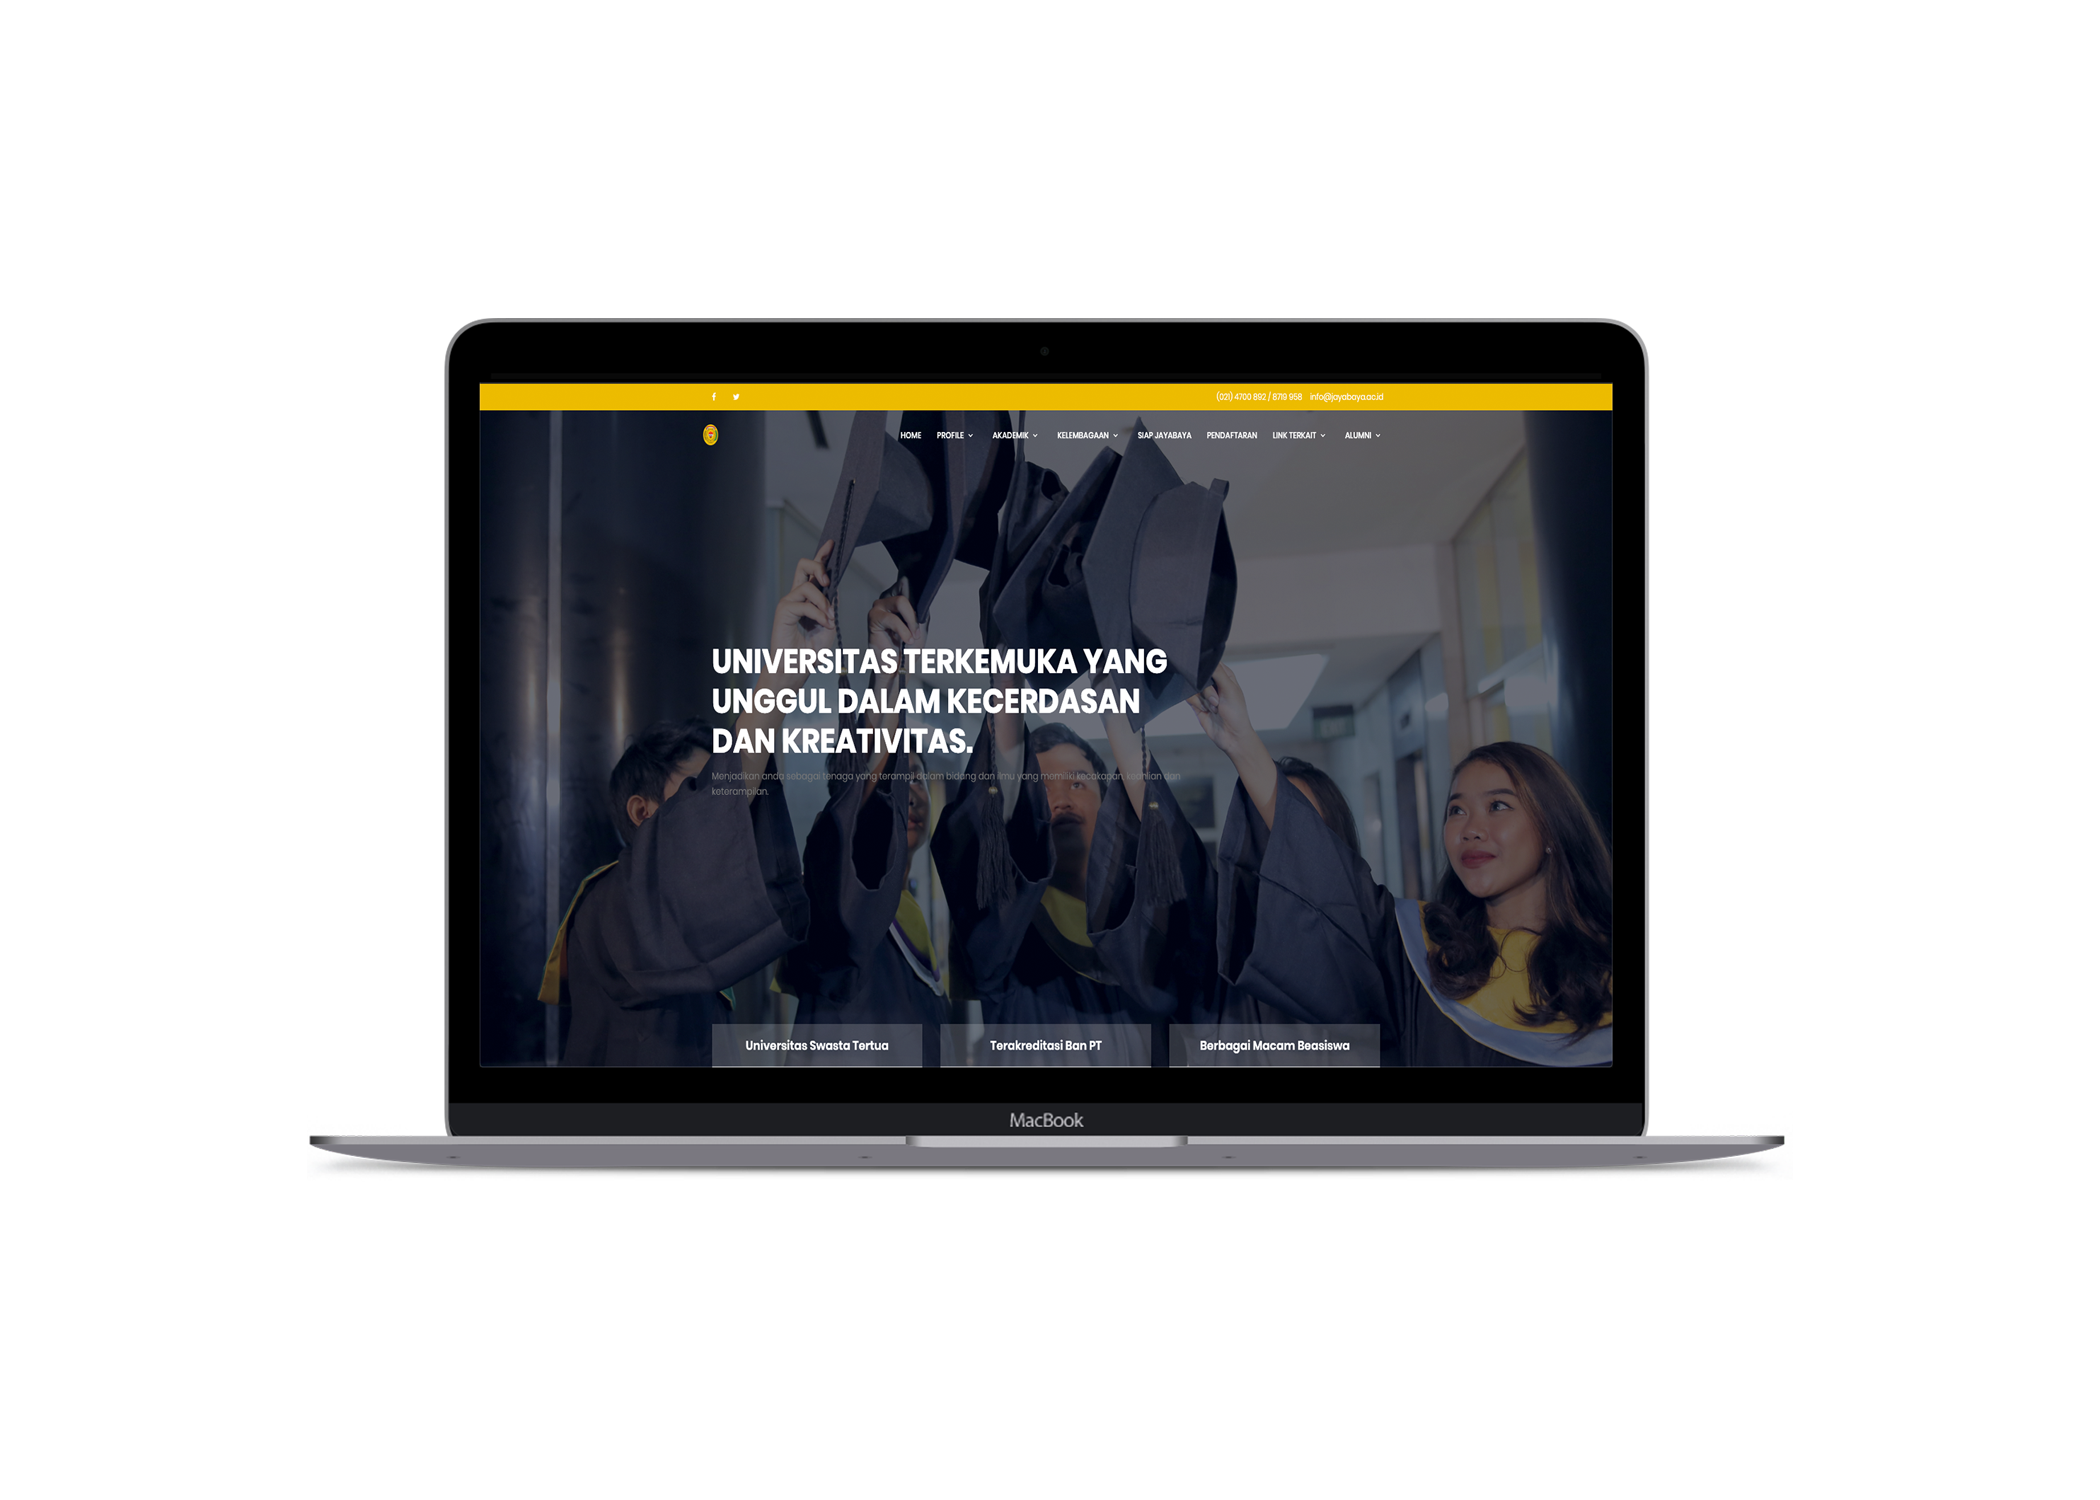 (021) 4700 892 / 8719 958 info@jayabaya.ac.id
HOME PROFILE AKADEMIK KELEMBAGAAN SIAP JAYABAYA PENDAFTARAN LINK TERKAIT ALUMNI
UNIVERSITAS TERKEMUKA YANG
UNGGUL DALAM KECERDASAN
DAN KREATIVITAS.
Menjadikan anda sebagai tenaga yang terampil dalam bidang dan ilmu yang memiliki kecakapan, keahlian dan
keterampilan.
Universitas Swasta Tertua
Terakreditasi Ban PT
Berbagai Macam Beasiswa
MacBook